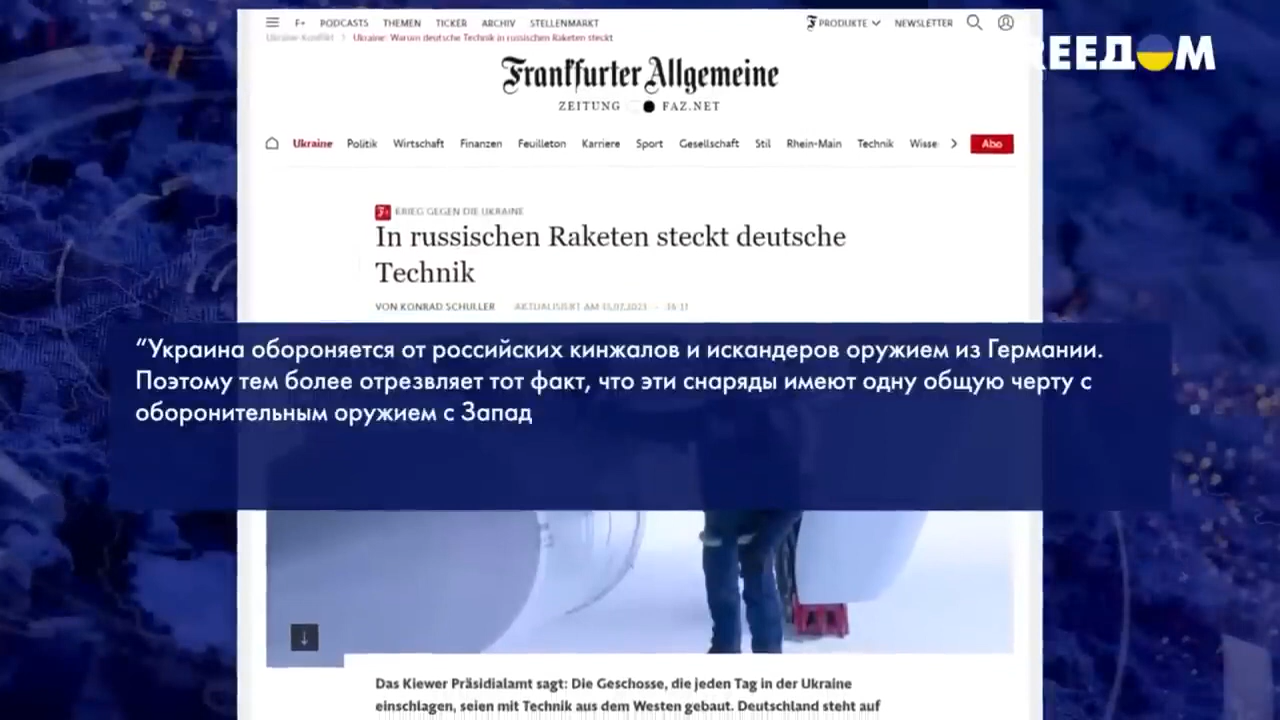 F+ PODCASTS THEMEN TICKER ARCHIV STELLENMARKT PRODUKTE NEWSLETTER
Ukraine-Konflikt > Ukraine: Warum deutsche Technik in russischen Raketen steckt
REEДOM
Frankfurter Allgemeine
ZEITUNG FAZ.NET
Ukraine Politik Wirtschaft Finanzen Feuilleton Karriere Sport Gesellschaft Stil Rhein-Main Technik Wisse > Abo
F+ KRIEG GEGEN DIE UKRAINE
In russischen Raketen steckt deutsche
Technik
VON KONRAD SCHULLER AKTUALISIERT AM
“Украина обороняется от российских кинжалов и искандеров оружием из Германии.
Поэтому тем более отрезвляет тот факт, что эти снаряды имеют одну общую черту с
оборонительным оружием с Запад
Das Kiewer Präsidialamt sagt: Die Geschosse, die jeden Tag in der Ukraine
einschlagen, seien mit Technik aus dem Westen gebaut. Deutschland steht auf